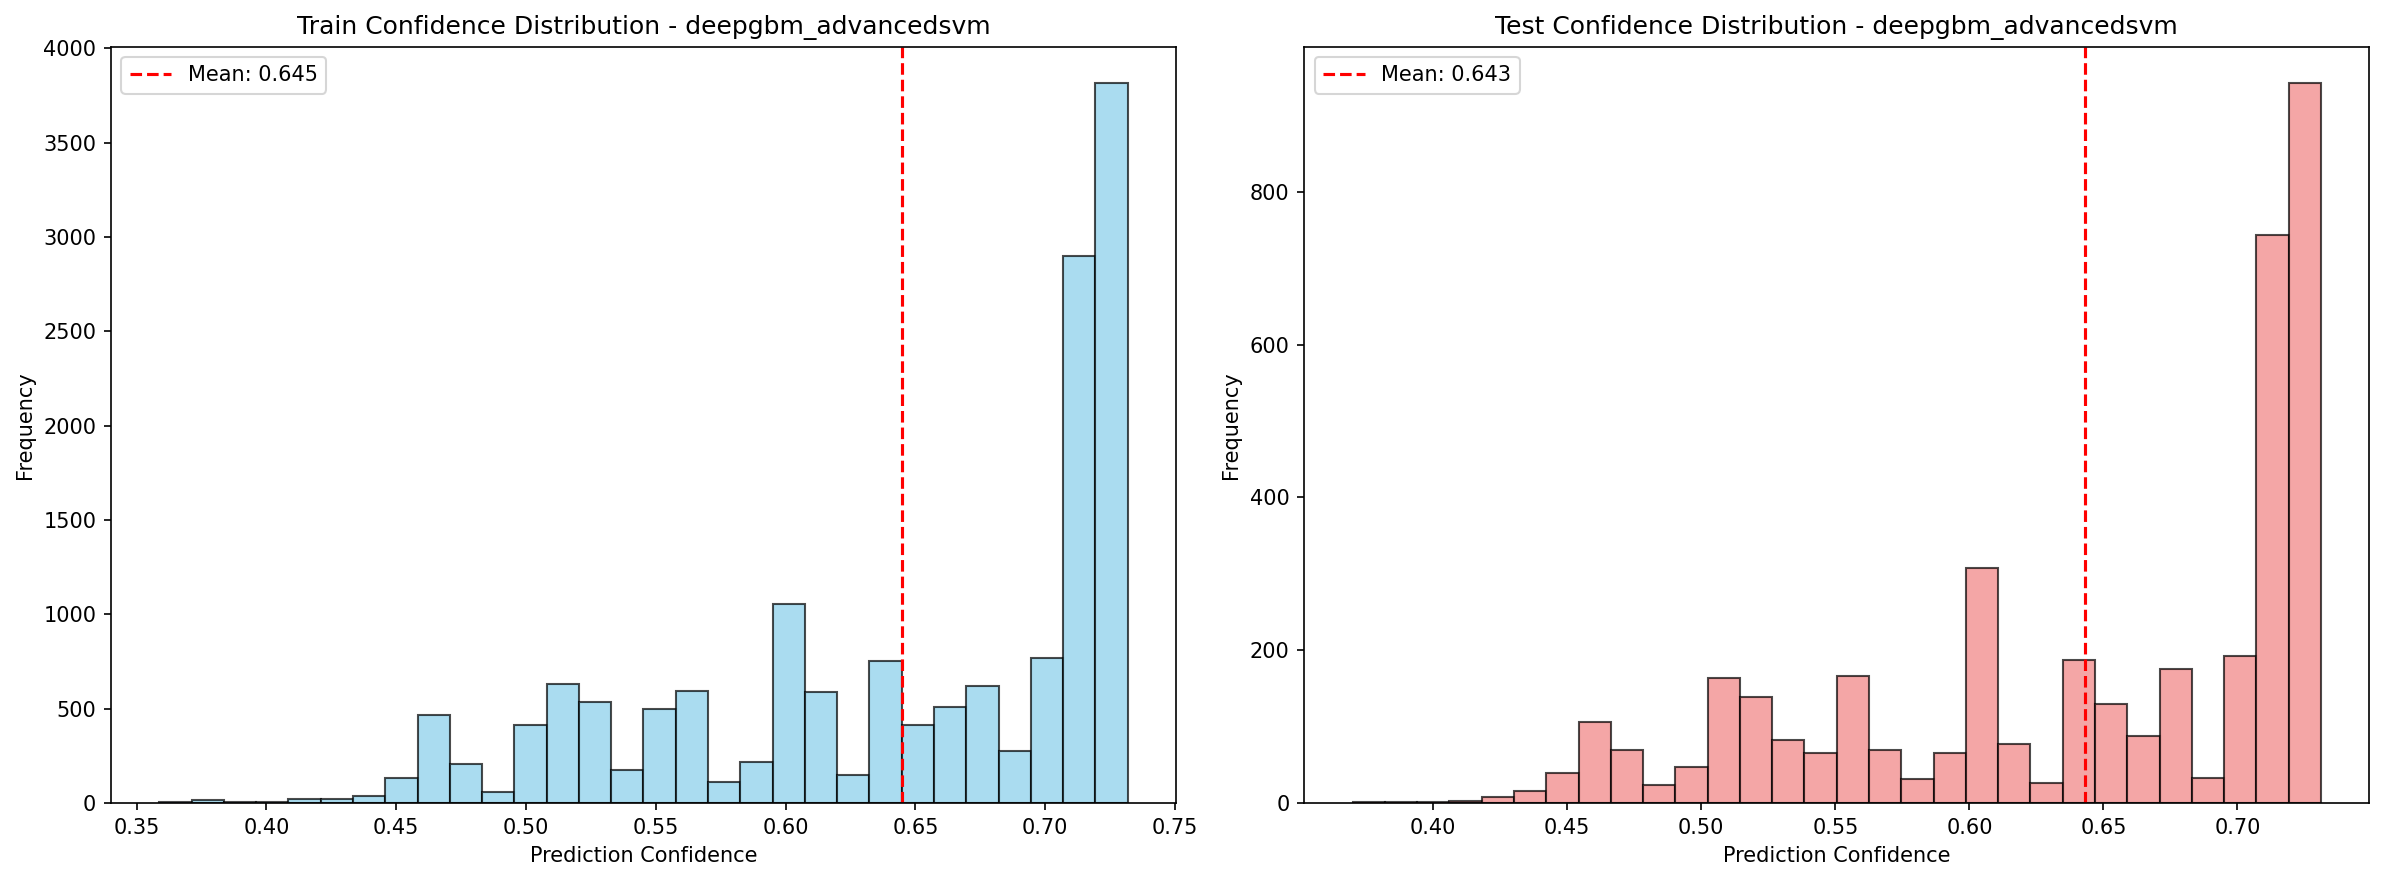 Train Confidence Distribution - deepgbm_advancedsvm
Mean: 0.645
Frequency
4000
3500
3000
2500
2000
1500
1000
500
0
0.35 0.40 0.45 0.50 0.55 0.60 0.65 0.70 0.75
Prediction Confidence
Test Confidence Distribution - deepgbm_advancedsvm
Mean: 0.643
Frequency
800
600
400
200
0
0.40 0.45 0.50 0.55 0.60 0.65 0.70
Prediction Confidence